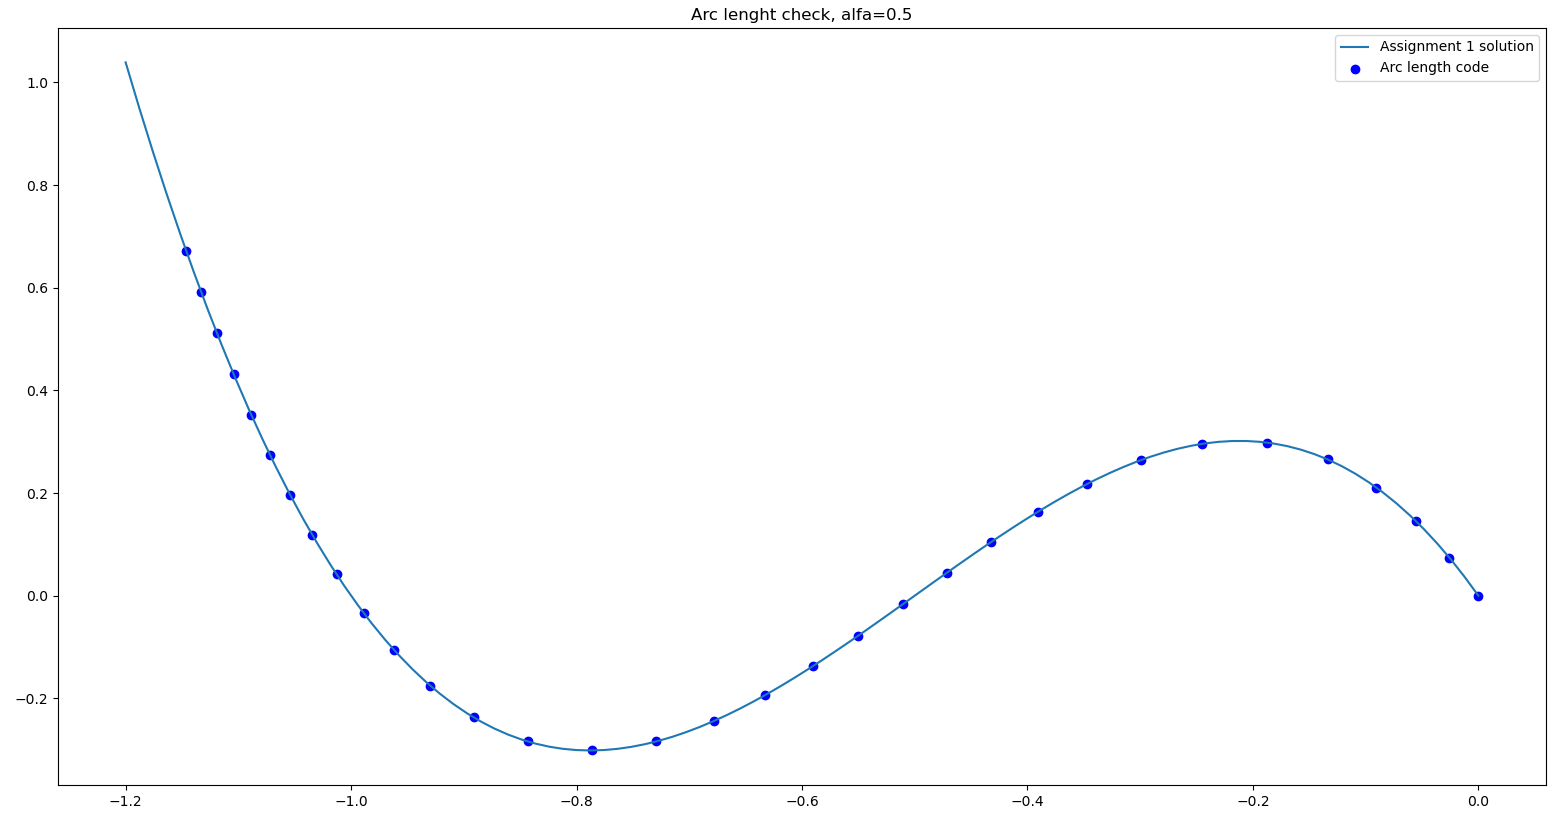 Arc lenght check, alfa=0.5
Assignment 1 solution
Arc length code
1.0
0.8
0.6
0.4
0.2
0.0
−0.2
−1.2 −1.0 −0.8 −0.6 −0.4 −0.2 0.0